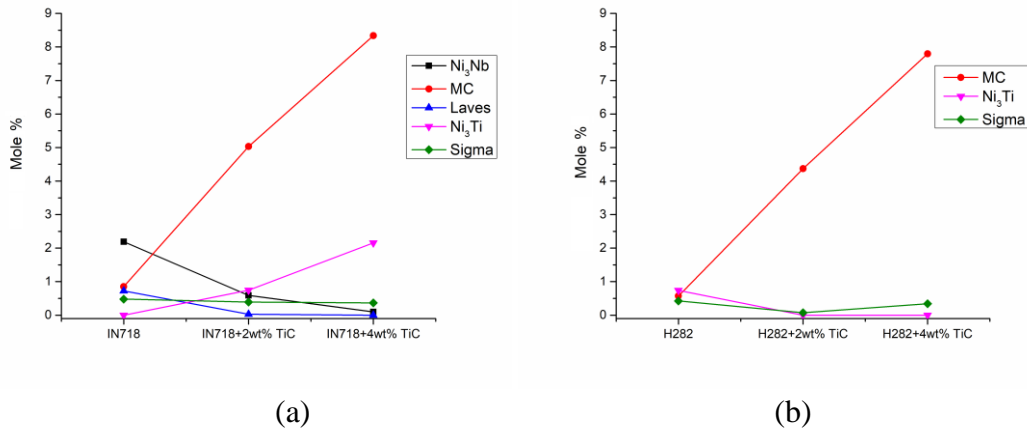 9
8
7
6
5
4
3
2
1
0
Mole %
IN718
IN718+2wt% TiC
IN718+4wt% TiC
Ni₃Nb
MC
Laves
Ni₃Ti
Sigma
(a)
9
8
7
6
5
4
3
2
1
0
Mole %
H282
H282+2wt% TiC
H282+4wt% TiC
MC
Ni₃Ti
Sigma
(b)